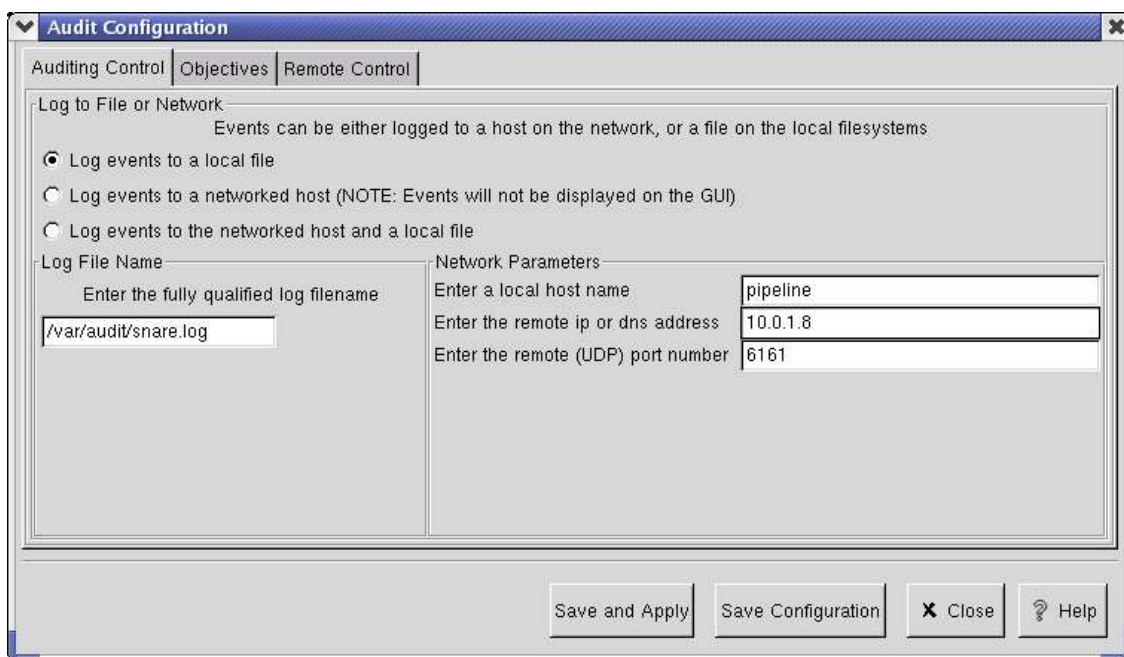 Audit Configuration
Auditing Control
Objectives
Remote Control
Log to File or Network
Events can be either logged to a host on the network, or a file on the local filesystems
Log events to a local file
Log events to a networked host (NOTE: Events will not be displayed on the GUI)
Log events to the networked host and a local file
Log File Name
Enter the fully qualified log filename
/var/audit/snare.log
Network Parameters
Enter a local host name
pipeline
Enter the remote ip or dns address
10.0.1.8
Enter the remote (UDP) port number
6161
Save and Apply
Save Configuration
Close
Help